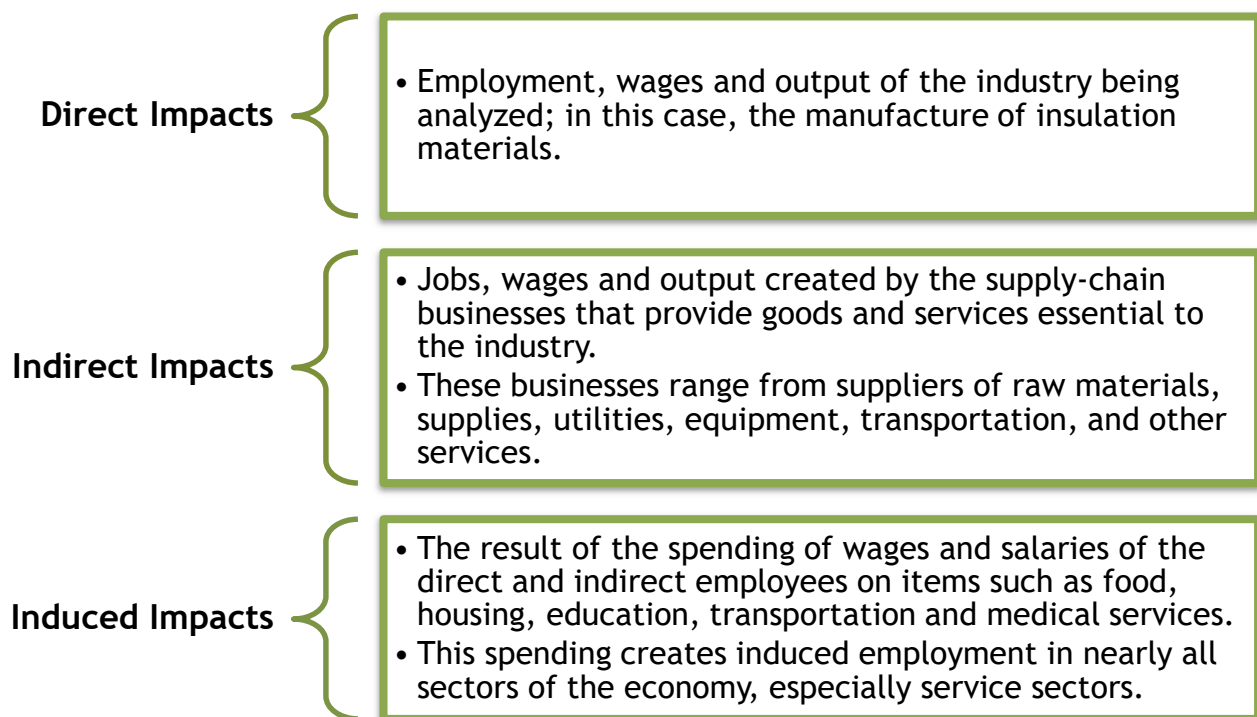 Direct Impacts
• Employment, wages and output of the industry being
analyzed; in this case, the manufacture of insulation
materials.
Indirect Impacts
• Jobs, wages and output created by the supply-chain
businesses that provide goods and services essential to
the industry.
• These businesses range from suppliers of raw materials,
supplies, utilities, equipment, transportation, and other
services.
Induced Impacts
• The result of the spending of wages and salaries of the
direct and indirect employees on items such as food,
housing, education, transportation and medical services.
• This spending creates induced employment in nearly all
sectors of the economy, especially service sectors.